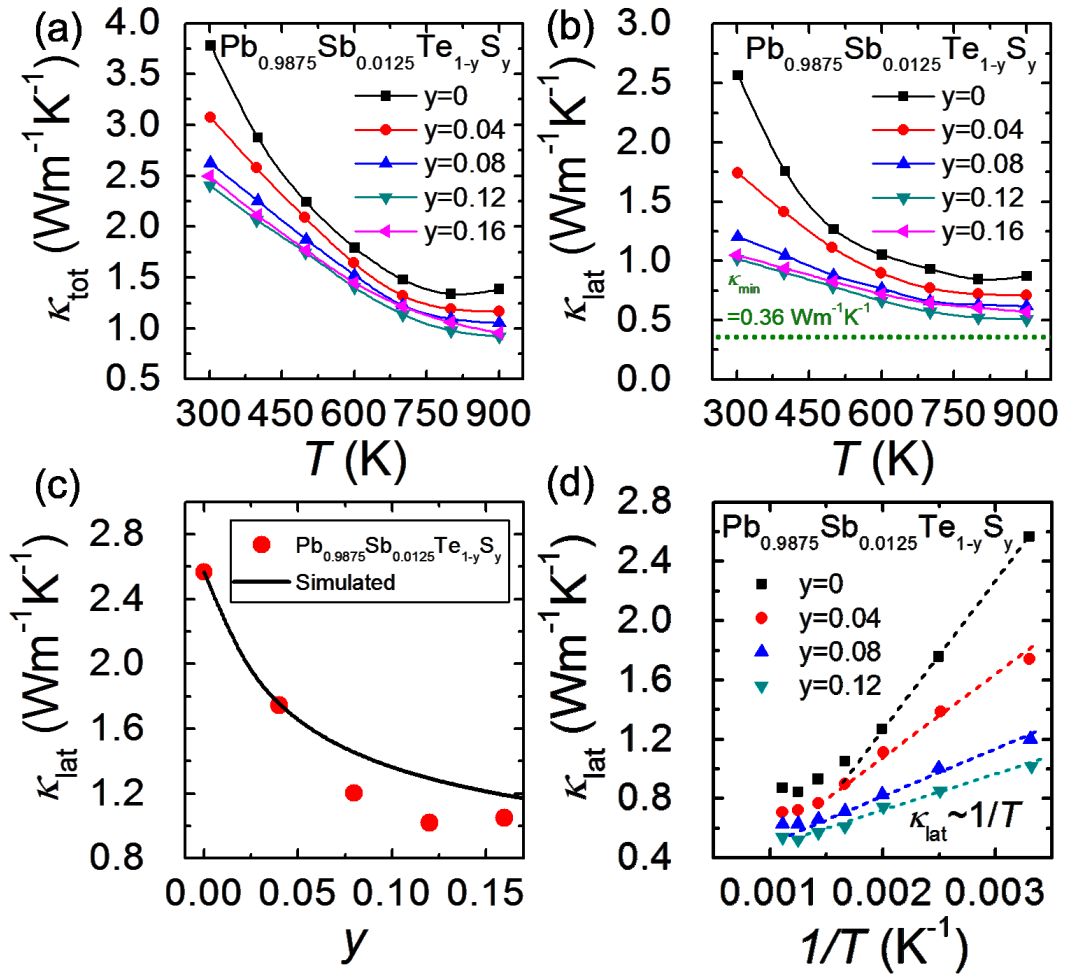 (a)
Pb0.9875Sb0.0125Te1-ySy
y=0
y=0.04
y=0.08
y=0.12
y=0.16
κtot (Wm-1K-1)
4.0
3.5
3.0
2.5
2.0
1.5
1.0
0.5
300 450 600 750 900
T (K)
(b)
Pb0.9875Sb0.0125Te1-ySy
y=0
y=0.04
y=0.08
y=0.12
y=0.16
κmin
=0.36 Wm-1K-1
κlat (Wm-1K-1)
3.0
2.5
2.0
1.5
1.0
0.5
0.0
300 450 600 750 900
T (K)
(c)
Pb0.9875Sb0.0125Te1-ySy
Simulated
κlat (Wm-1K-1)
2.8
2.4
2.0
1.6
1.2
0.8
0.00 0.05 0.10 0.15
y
(d)
Pb0.9875Sb0.0125Te1-ySy
y=0
y=0.04
y=0.08
y=0.12
κlat~1/T
κlat (Wm-1K-1)
2.8
2.4
2.0
1.6
1.2
0.8
0.4
0.001 0.002 0.003
1/T (K-1)